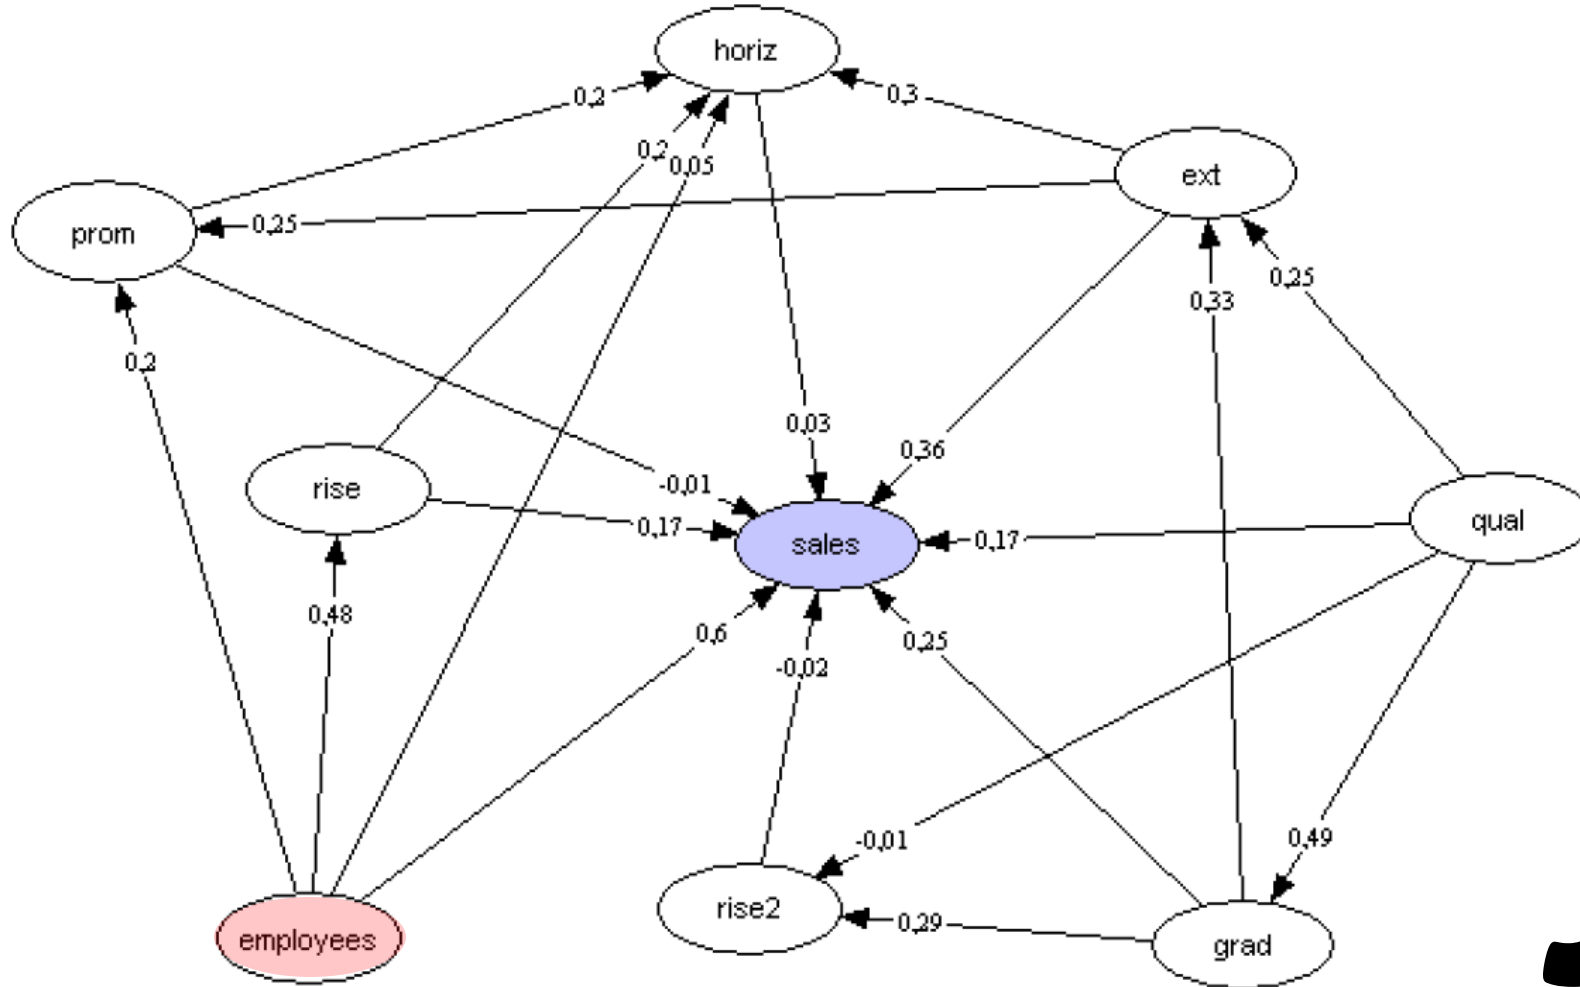 horiz
0,2
0,3
0,2
0,05
ext
prom
0,25
0,25
0,33
0,2
0,03
0,36
rise
-0,01
0,17
sales
0,17
qual
0,48
0,6
-0,02
0,25
-0,01
0,49
rise2
0,29
employees
grad